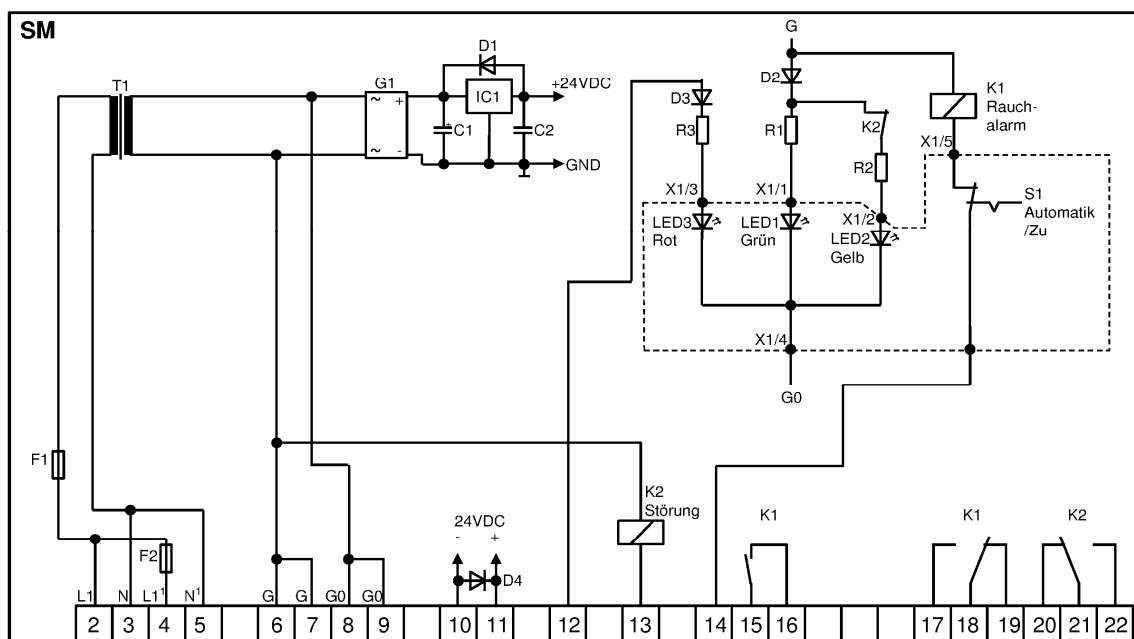 SM
G
D1
T1
G1
+24VDC
D2
~
+
IC1
D3
K1
Rauch-
alarm
+
C1
C2
R3
R1
K2
~
-
X1/5
GND
R2
X1/3
X1/1
S1
Automatik
/Zu
LED3
Rot
LED1
Grün
X1/2
LED2
Gelb
X1/4
G0
F1
K2
Störung
24VDC
-
+
K1
K1
K2
F2
D4
L1
N
L1¹
N¹
G
G
G0
G0
2
3
4
5
6
7
8
9
10
11
12
13
14
15
16
17
18
19
20
21
22